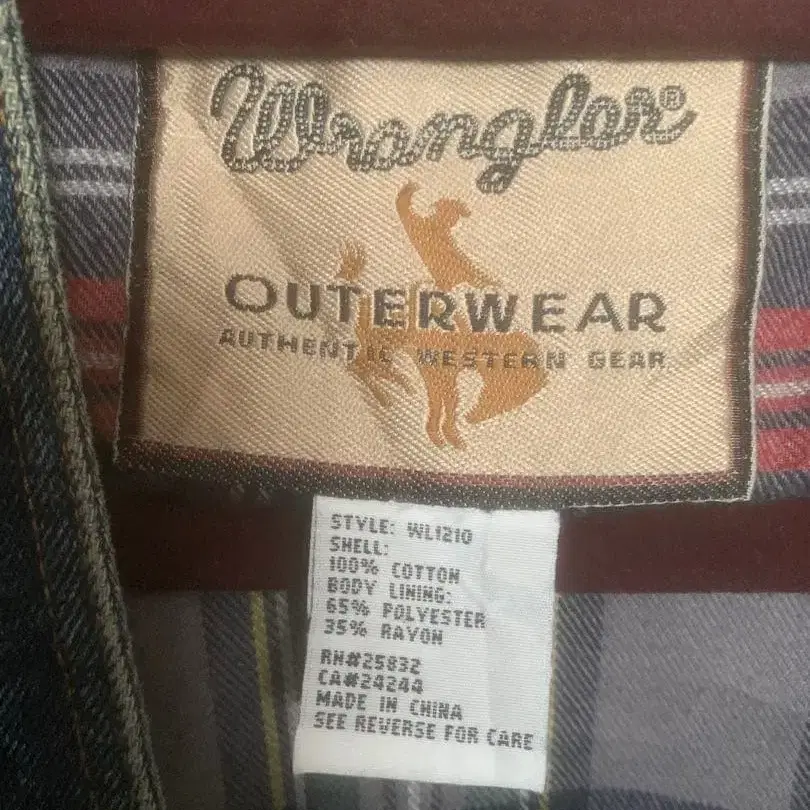 Wrangler®
OUTERWEAR
AUTHENTIC WESTERN GEAR
STYLE: WL1210
SHELL:
100% COTTON
BODY LINING:
65% POLYESTER
35% RAYON
RN#25832
CA#24244
MADE IN CHINA
SEE REVERSE FOR CARE